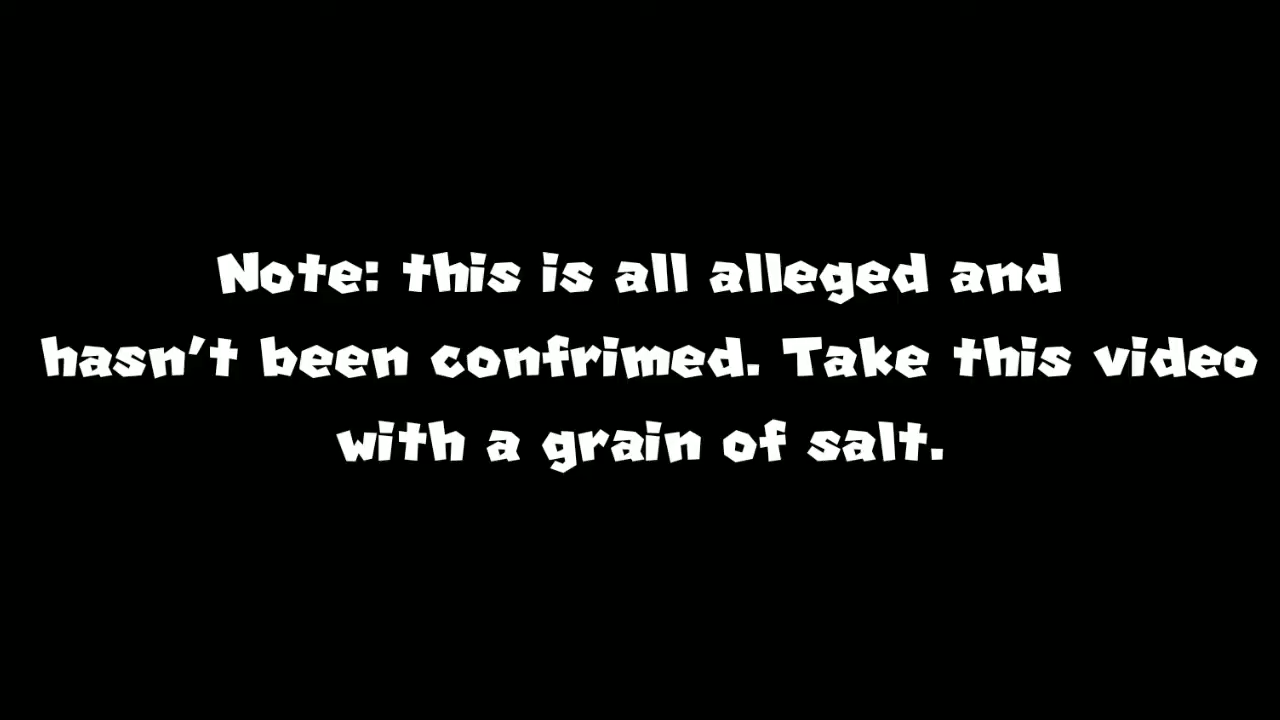 Note: this is all alleged and
hasn't been confrimed. Take this video
with a grain of salt.